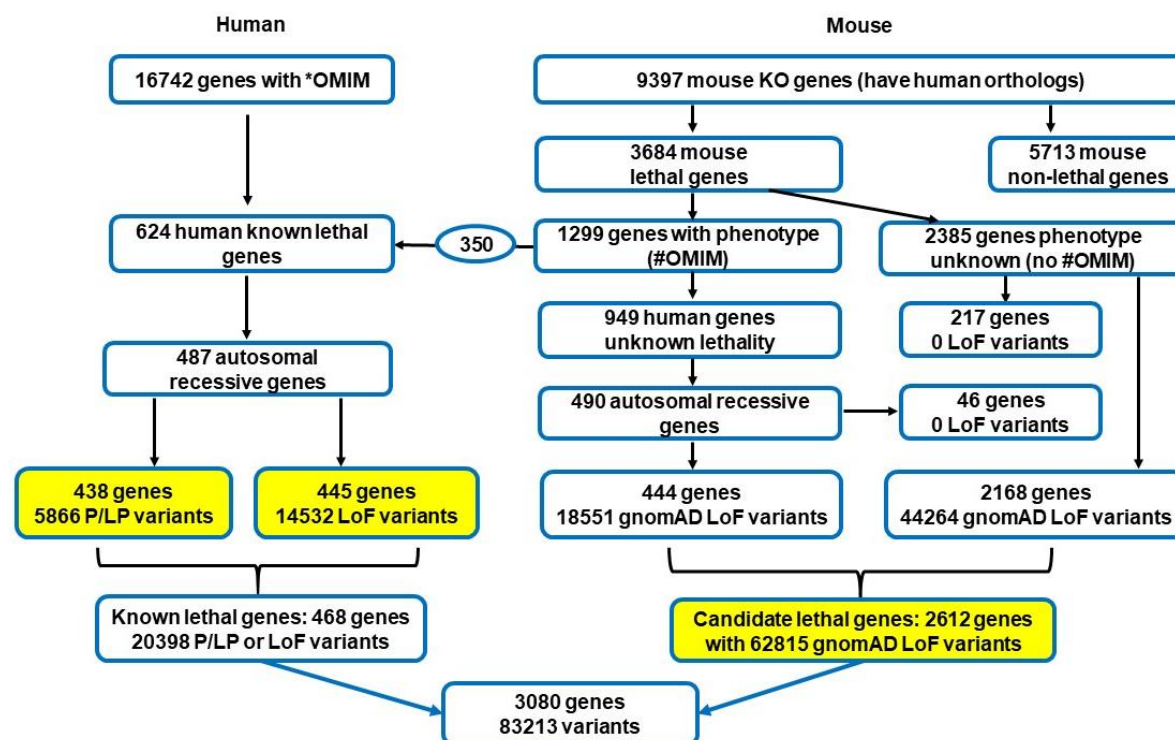 Human
Mouse
16742 genes with *OMIM
9397 mouse KO genes (have human orthologs)
3684 mouse
lethal genes
5713 mouse
non-lethal genes
624 human known lethal
genes
350
1299 genes with phenotype
(#OMIM)
2385 genes phenotype
unknown (no #OMIM)
949 human genes
unknown lethality
217 genes
0 LoF variants
487 autosomal
recessive genes
490 autosomal recessive
genes
46 genes
0 LoF variants
438 genes
5866 P/LP variants
445 genes
14532 LoF variants
444 genes
18551 gnomAD LoF variants
2168 genes
44264 gnomAD LoF variants
Known lethal genes: 468 genes
20398 P/LP or LoF variants
Candidate lethal genes: 2612 genes
with 62815 gnomAD LoF variants
3080 genes
83213 variants